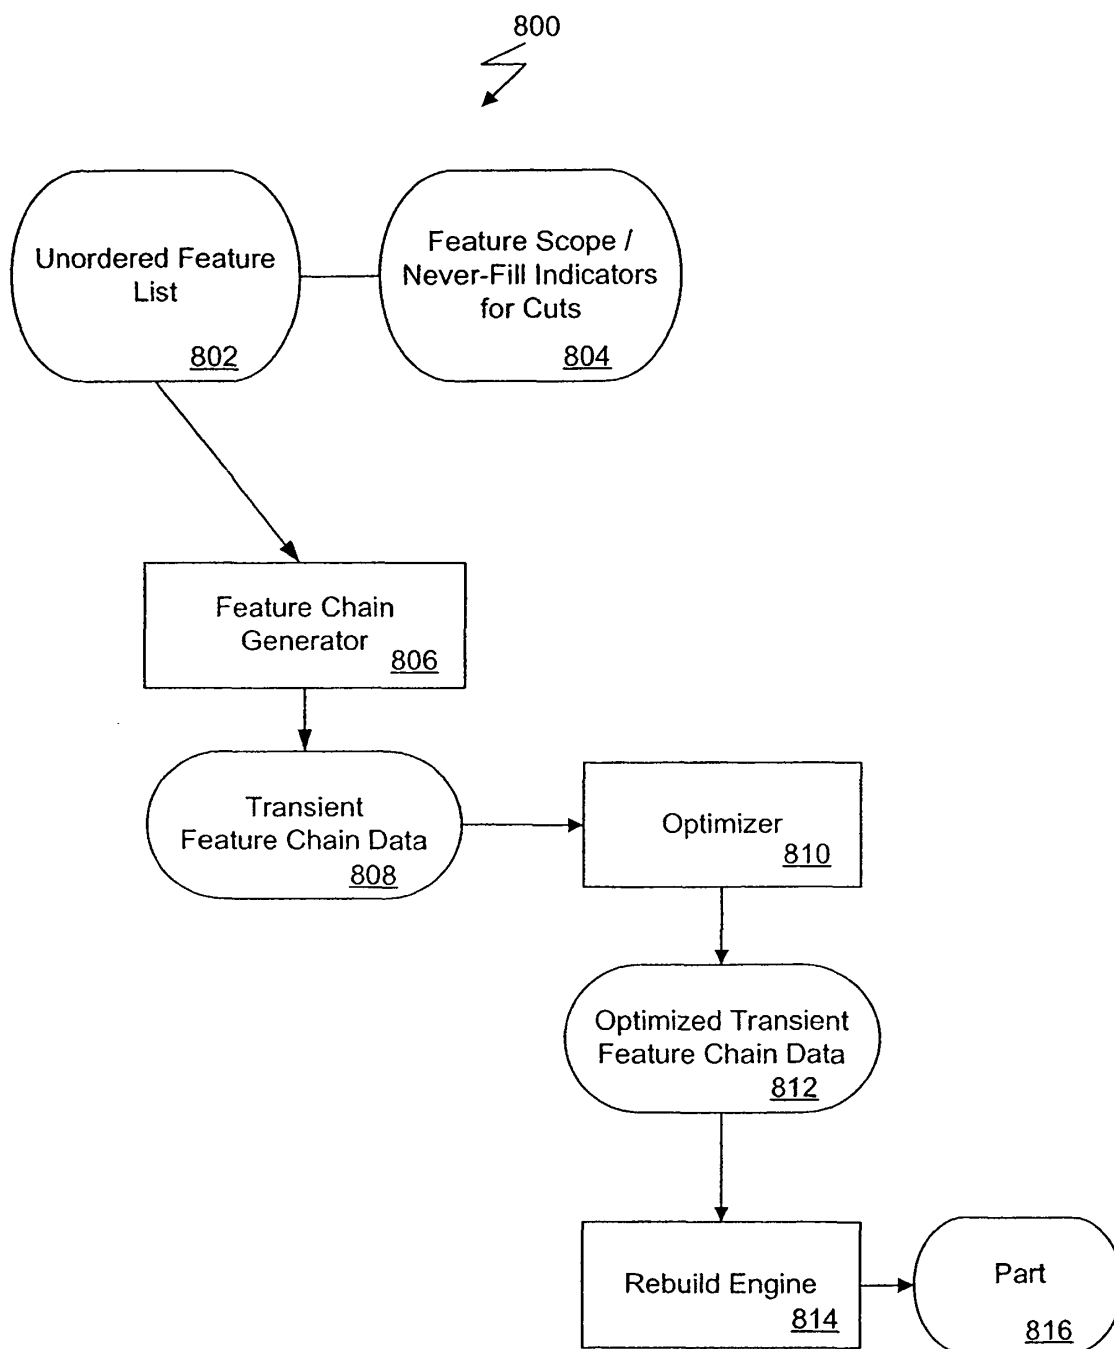 800
Unordered Feature
List
802
Feature Scope /
Never-Fill Indicators
for Cuts
804
Feature Chain
Generator
806
Transient
Feature Chain Data
808
Optimizer
810
Optimized Transient
Feature Chain Data
812
Rebuild Engine
814
Part
816